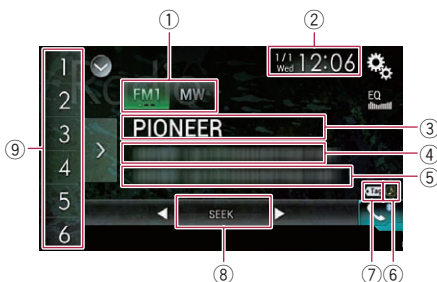 ① ②
1/1 Wed 12:06
FM1 MW
EQ
PIONEER
③
④
⑤
1
2
3
4
5
6
⑨
SEEK
⑧ ⑦ ⑥